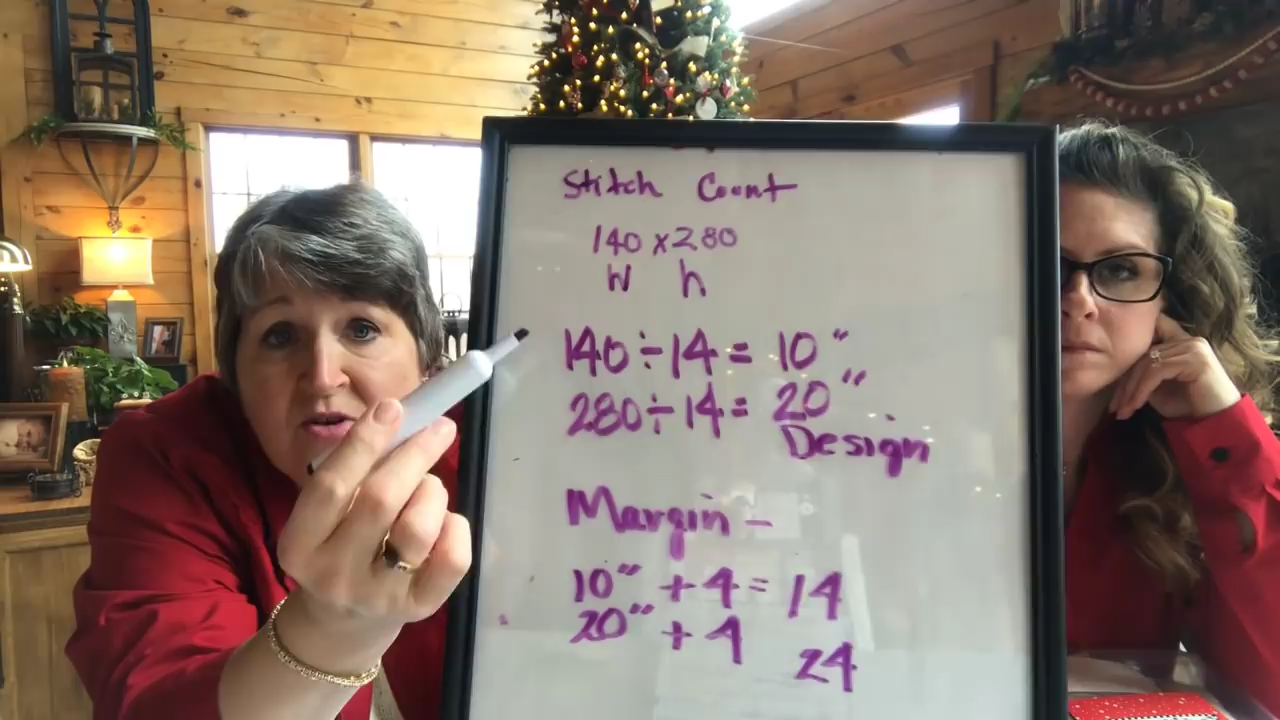 Stitch Count
140 x 280
W h
140 ÷ 14 = 10"
280 ÷ 14 = 20"
Design
Margin -
10" + 4 = 14
20" + 4 24